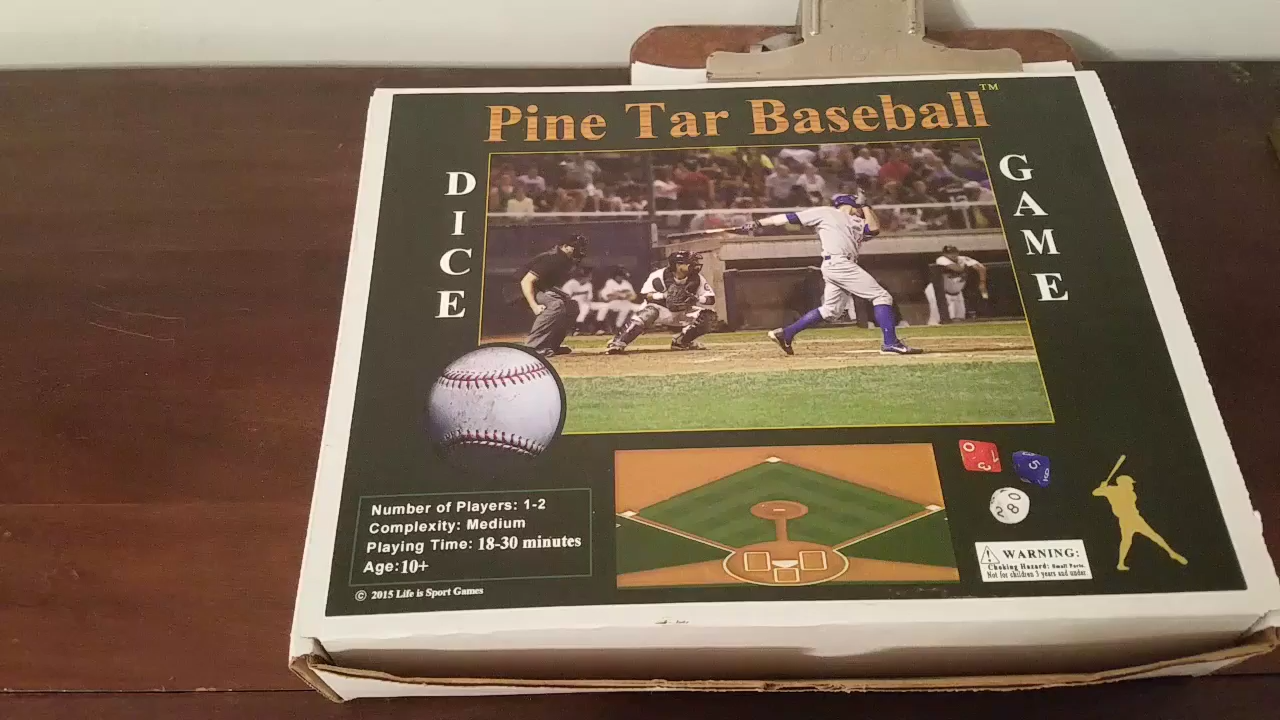 Pine Tar Baseball™
DICE
GAME
Number of Players: 1-2
Complexity: Medium
Playing Time: 18-30 minutes
Age:10+
© 2015 Life is Sport Games
WARNING:
Choking Hazard: Small Parts.
Not for children 3 years and under